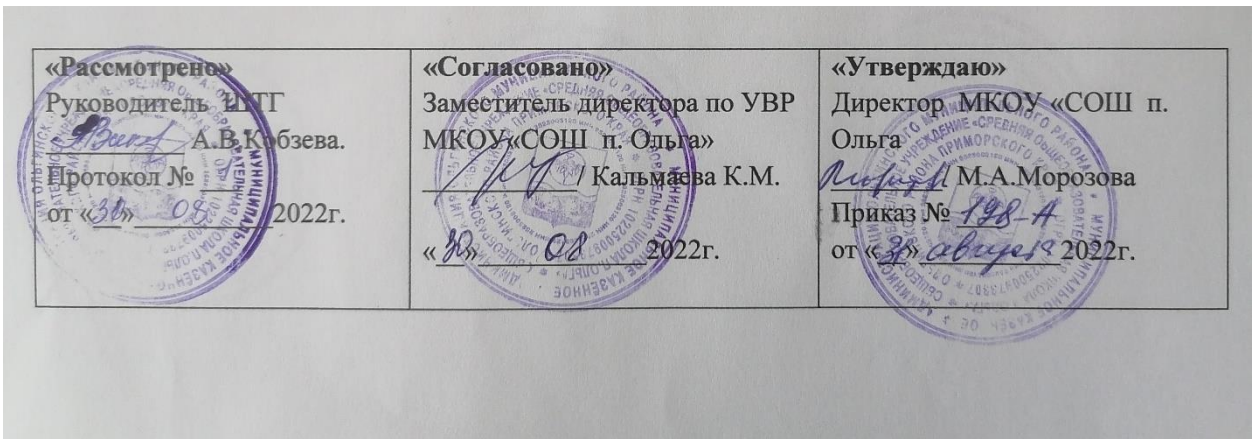 «Рассмотрено»
Руководитель ШТГ
А.В.Кобзева.
Протокол №
от «30» 08 2022г.
«Согласовано»
Заместитель директора по УВР
МКОУ«СОШ п. Ольга»
/ Кальмаева К.М.
«30» 08 2022г.
«Утверждаю»
Директор МКОУ «СОШ п.
Ольга
/ М.А.Морозова
Приказ № 198-А
от «31» августа 2022г.